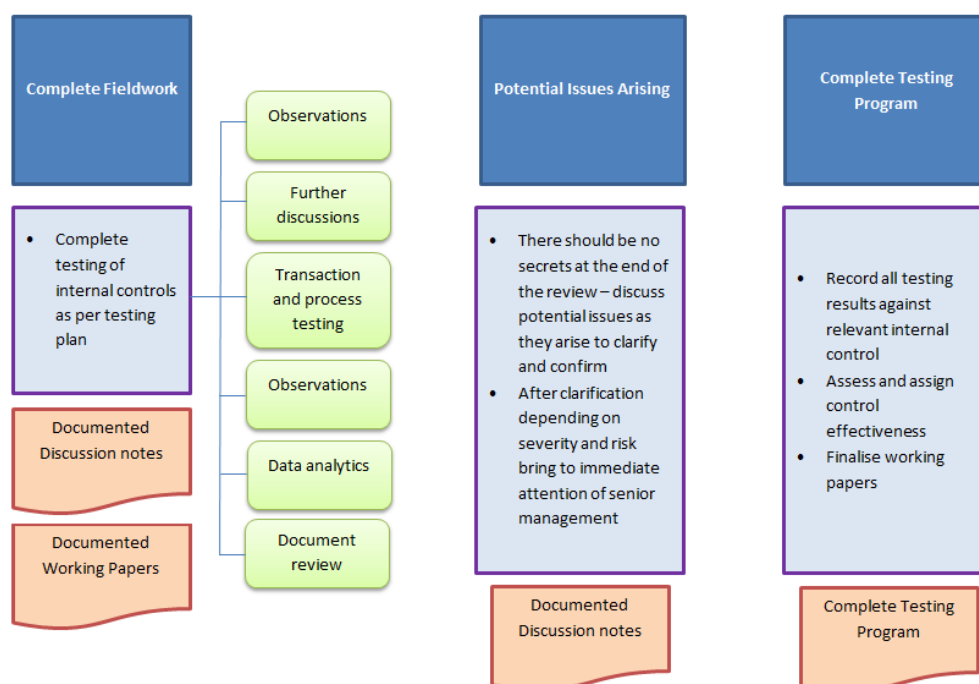 Complete Fieldwork
• Complete
testing of
internal controls
as per testing
plan
Documented
Discussion notes
Documented
Working Papers
Observations
Further
discussions
Transaction
and process
testing
Observations
Data analytics
Document
review
Potential Issues Arising
• There should be no
secrets at the end of
the review – discuss
potential issues as
they arise to clarify
and confirm
• After clarification
depending on
severity and risk
bring to immediate
attention of senior
management
Documented
Discussion notes
Complete Testing
Program
• Record all testing
results against
relevant internal
control
• Assess and assign
control
effectiveness
• Finalise working
papers
Complete Testing
Program